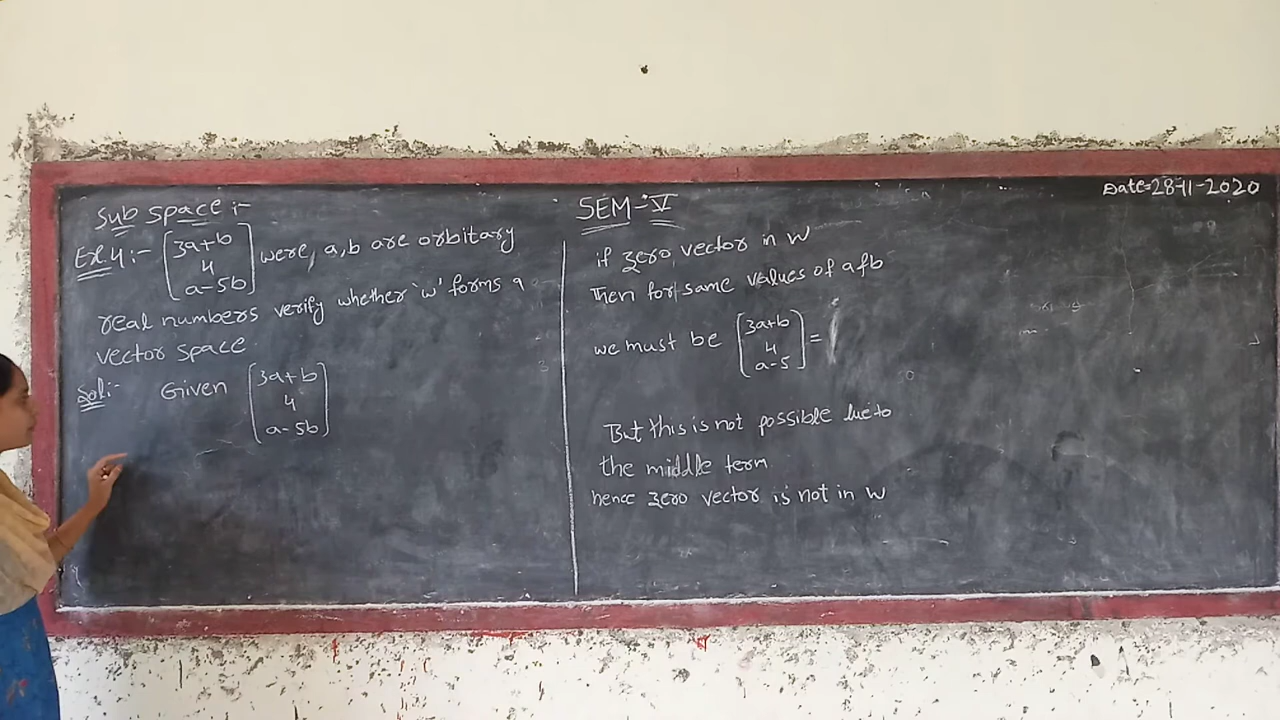 Sub space :-
SEM-V
Date=28-11-2020
Ex.4:- [3a+b
4
a-5b] were, a,b are orbitary
real numbers verify whether 'w' forms a
vector space.
Sol:- Given [3a+b
4
a-5b]
if zero vector in W
Then for same values of a & b
we must be [3a+b
4
a-5] =
But this is not possible due to
the middle term
hence zero vector is not in W